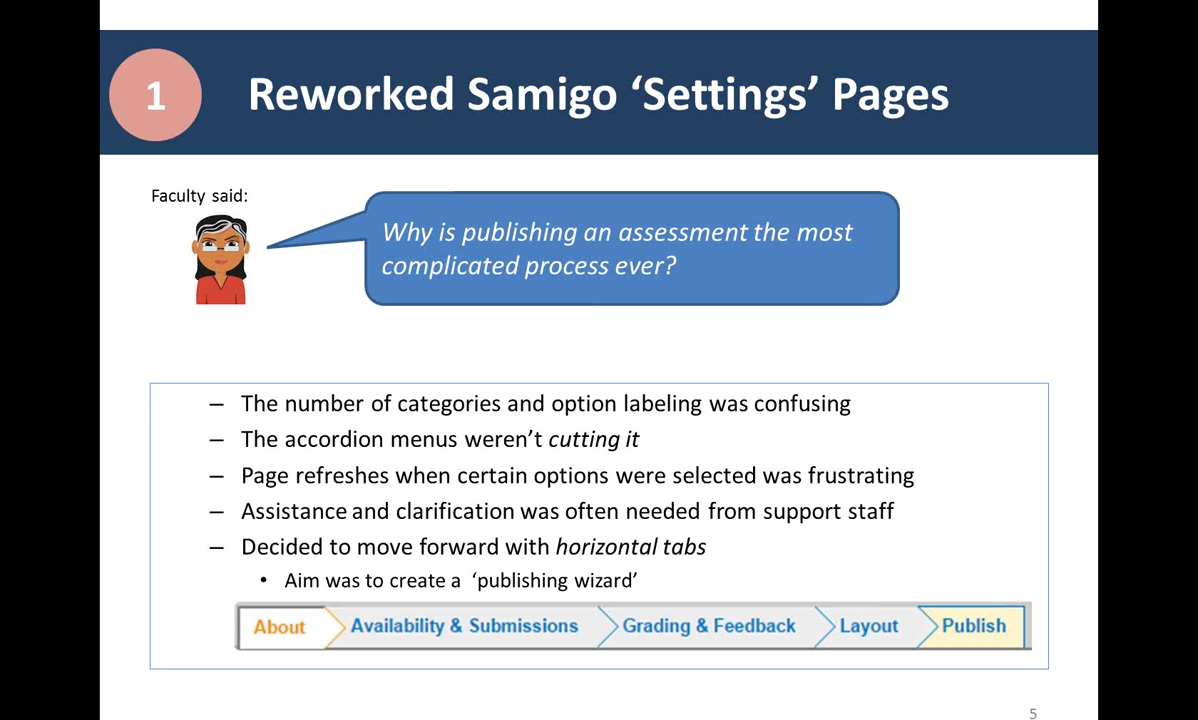 1
Reworked Samigo ‘Settings’ Pages
Faculty said:
Why is publishing an assessment the most
complicated process ever?
– The number of categories and option labeling was confusing
– The accordion menus weren’t cutting it
– Page refreshes when certain options were selected was frustrating
– Assistance and clarification was often needed from support staff
– Decided to move forward with horizontal tabs
• Aim was to create a ‘publishing wizard’
About Availability & Submissions Grading & Feedback Layout Publish
5